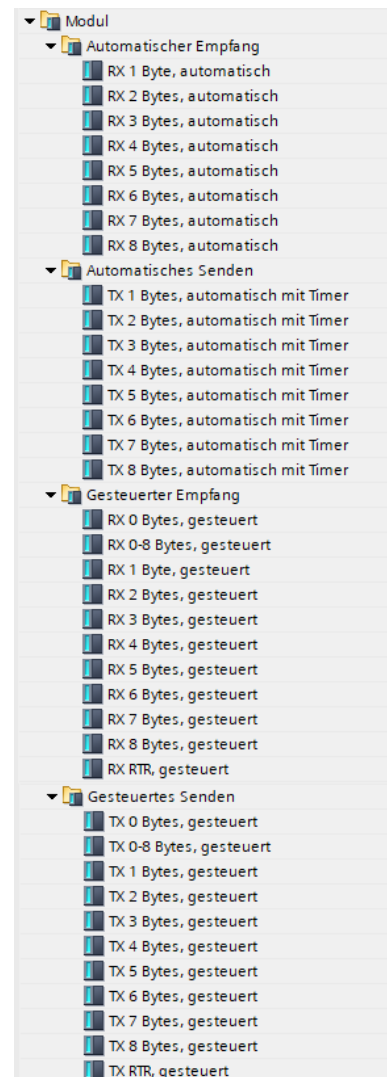 Modul
Automatischer Empfang
RX 1 Byte, automatisch
RX 2 Bytes, automatisch
RX 3 Bytes, automatisch
RX 4 Bytes, automatisch
RX 5 Bytes, automatisch
RX 6 Bytes, automatisch
RX 7 Bytes, automatisch
RX 8 Bytes, automatisch
Automatisches Senden
TX 1 Bytes, automatisch mit Timer
TX 2 Bytes, automatisch mit Timer
TX 3 Bytes, automatisch mit Timer
TX 4 Bytes, automatisch mit Timer
TX 5 Bytes, automatisch mit Timer
TX 6 Bytes, automatisch mit Timer
TX 7 Bytes, automatisch mit Timer
TX 8 Bytes, automatisch mit Timer
Gesteuerter Empfang
RX 0 Bytes, gesteuert
RX 0-8 Bytes, gesteuert
RX 1 Byte, gesteuert
RX 2 Bytes, gesteuert
RX 3 Bytes, gesteuert
RX 4 Bytes, gesteuert
RX 5 Bytes, gesteuert
RX 6 Bytes, gesteuert
RX 7 Bytes, gesteuert
RX 8 Bytes, gesteuert
RX RTR, gesteuert
Gesteuertes Senden
TX 0 Bytes, gesteuert
TX 0-8 Bytes, gesteuert
TX 1 Bytes, gesteuert
TX 2 Bytes, gesteuert
TX 3 Bytes, gesteuert
TX 4 Bytes, gesteuert
TX 5 Bytes, gesteuert
TX 6 Bytes, gesteuert
TX 7 Bytes, gesteuert
TX 8 Bytes, gesteuert
TX RTR, gesteuert